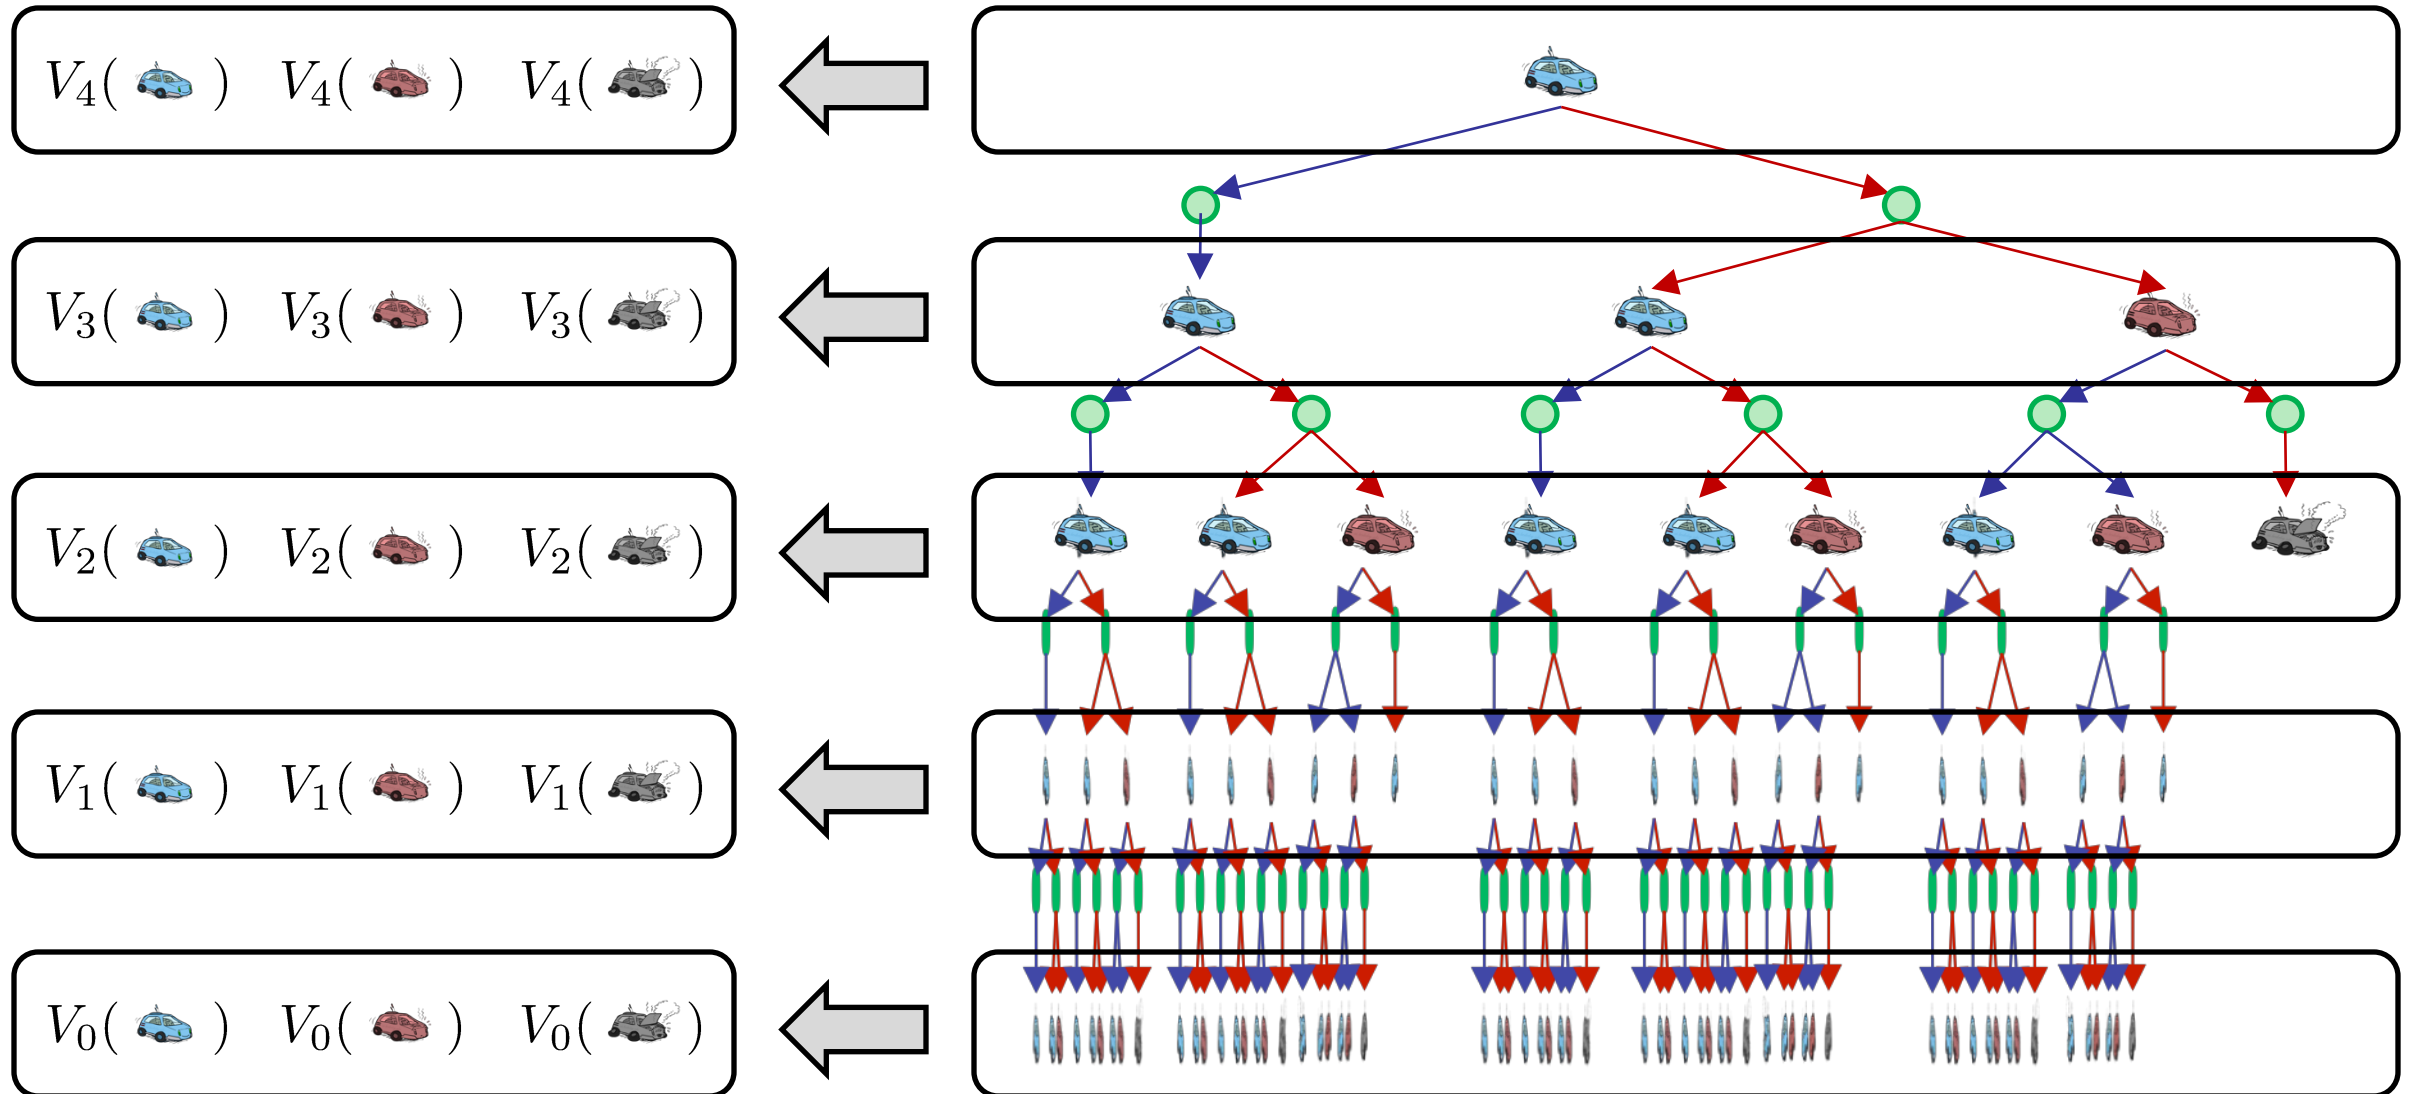 V₄( ) V₄( ) V₄( )
V₃( ) V₃( ) V₃( )
V₂( ) V₂( ) V₂( )
V₁( ) V₁( ) V₁( )
V₀( ) V₀( ) V₀( )